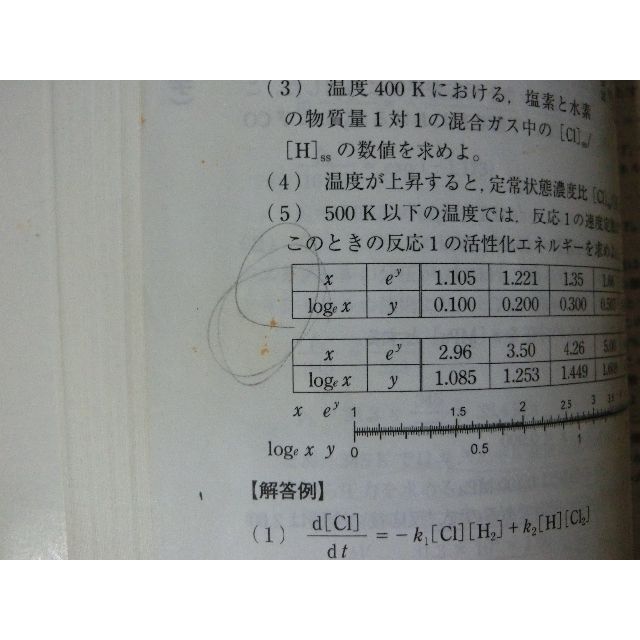 (3) 温度 400 K における, 塩素と水素
の物質量1対1の混合ガス中の [Cl]ss/
[H]ss の数値を求めよ。
(4) 温度が上昇すると, 定常状態濃度比 [Cl]
(5) 500 K 以下の温度では, 反応1の速度定
このときの反応1の活性化エネルギーを求め
x e^y 1.105 1.221 1.35
loge x y 0.100 0.200 0.300
x e^y 2.96 3.50 4.26
loge x y 1.085 1.253 1.449
x e^y 1 1.5 2 2.5 3
loge x y 0 0.5 1
【解答例】
(1) d[Cl]/dt = −k1[Cl][H2] + k2[H][Cl2]